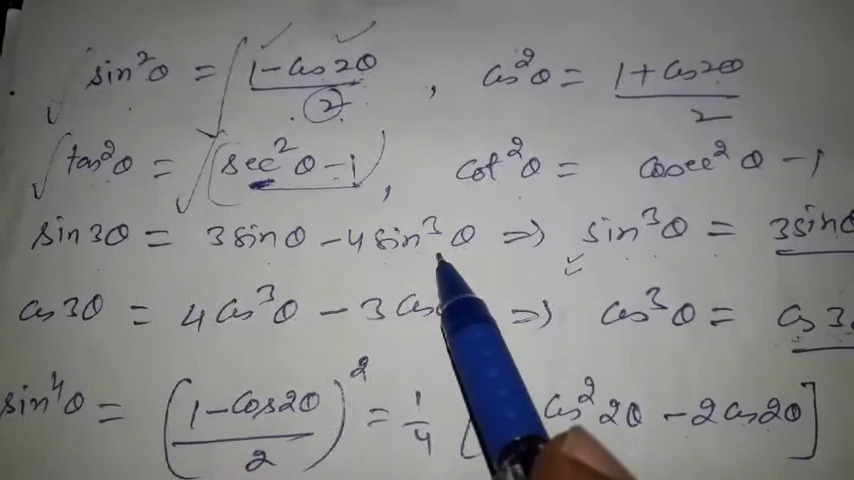 √sin²θ = √(1-cos2θ)/2 , cos²θ = (1+cos2θ)/2
√tan²θ = √(sec²θ-1) , cot²θ = cosec²θ-1
sin3θ = 3sinθ - 4sin³θ ⇒ sin³θ = 3sinθ
cos3θ = 4cos³θ - 3cos ⇒ cos³θ = cos3
sin⁴θ = ((1-cos2θ)/2)² = 1/4 [ cos²2θ - 2cos2θ]